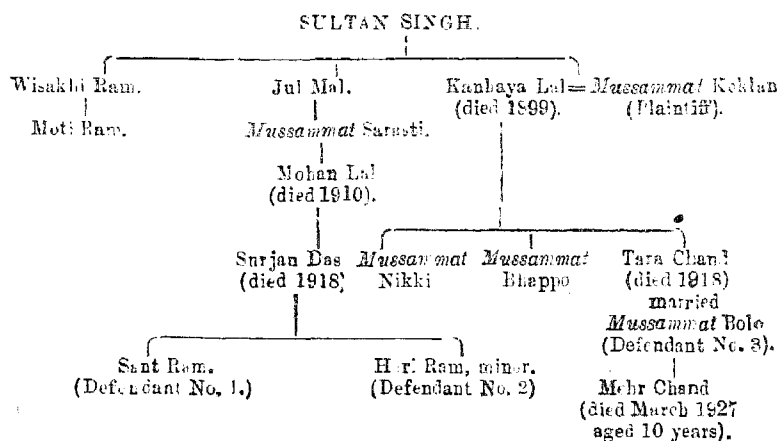 SULTAN SINGH.
Wisakhi Ram. Jul Mal. Kanhaya Lal = Mussammat Koklan
(died 1899). (Plaintiff).
Moti Ram. Mussammat Sarasti.
Mohan Lal
(died 1910).
Surjan Das Mussammat Mussammat Tara Chand
(died 1918) Nikki Bhappo (died 1918)
married
Mussammat Bolo
(Defendant No. 3).
Sant Ram. Hari Ram, minor.
(Defendant No. 1.) (Defendant No. 2)
Mehr Chand
(died March 1927
aged 10 years).